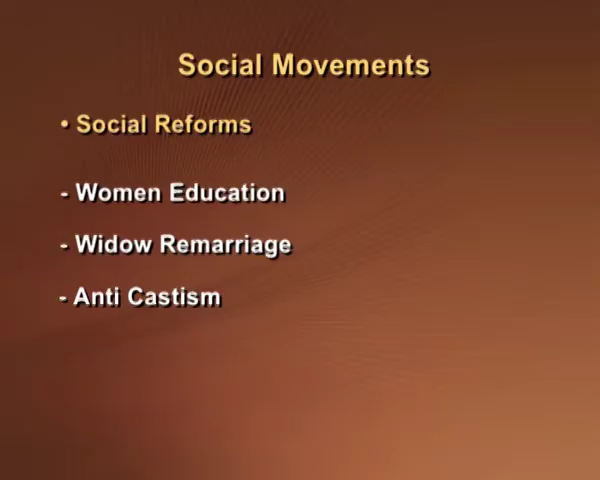 Social Movements
• Social Reforms
- Women Education
- Widow Remarriage
- Anti Castism